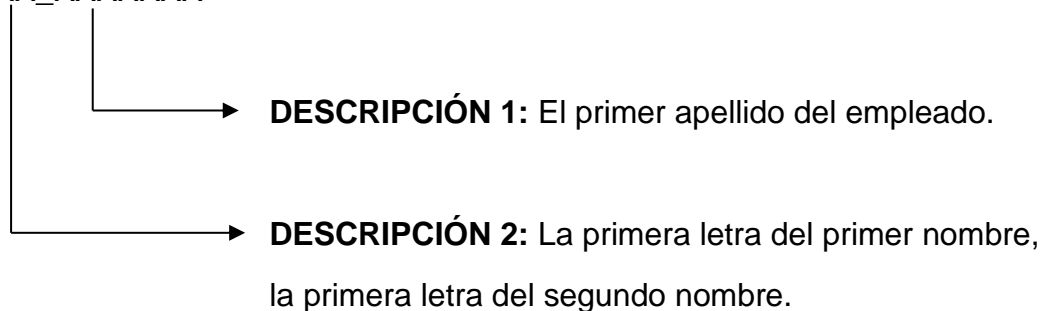 DESCRIPCIÓN 1: El primer apellido del empleado.
DESCRIPCIÓN 2: La primera letra del primer nombre,
la primera letra del segundo nombre.